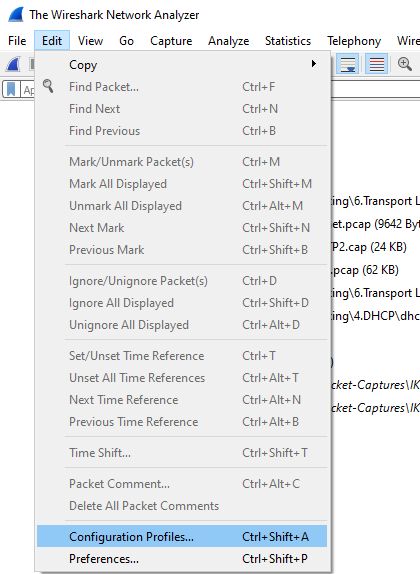 The Wireshark Network Analyzer
File Edit View Go Capture Analyze Statistics Telephony Wire
Copy
Find Packet... Ctrl+F
Find Next Ctrl+N
Find Previous Ctrl+B
Mark/Unmark Packet(s) Ctrl+M
Mark All Displayed Ctrl+Shift+M
Unmark All Displayed Ctrl+Alt+M
Next Mark Ctrl+Shift+N
Previous Mark Ctrl+Shift+B
Ignore/Unignore Packet(s) Ctrl+D
Ignore All Displayed Ctrl+Shift+D
Unignore All Displayed Ctrl+Alt+D
Set/Unset Time Reference Ctrl+T
Unset All Time References Ctrl+Alt+T
Next Time Reference Ctrl+Alt+N
Previous Time Reference Ctrl+Alt+B
Time Shift... Ctrl+Shift+T
Packet Comment... Ctrl+Alt+C
Delete All Packet Comments
Configuration Profiles... Ctrl+Shift+A
Preferences... Ctrl+Shift+P
Ap
ting\6.Transport L
et.pcap (9642 Byt
P2.cap (24 KB)
.pcap (62 KB)
ting\6.Transport L
ting\4.DHCP\dhc
)
cket-Captures\IK
cket-Captures\IK